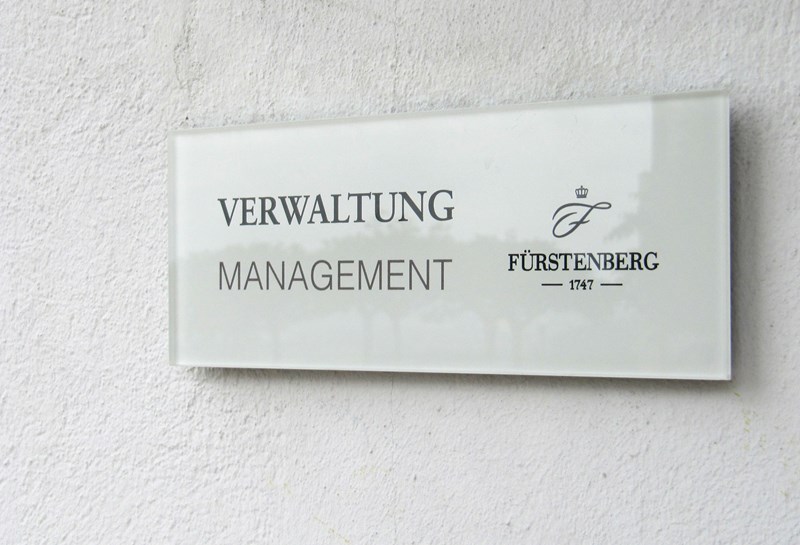 VERWALTUNG
MANAGEMENT
F
FÜRSTENBERG
1747